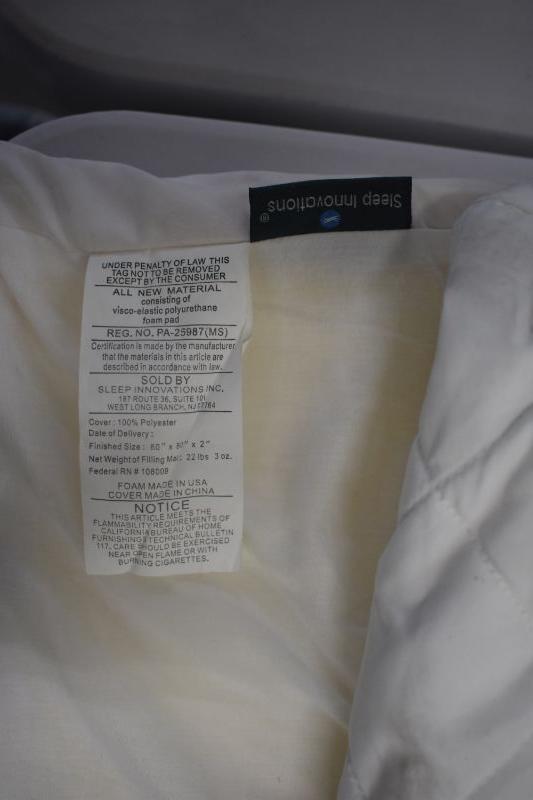 Sleep Innovations
®
UNDER PENALTY OF LAW THIS
TAG NOT TO BE REMOVED
EXCEPT BY THE CONSUMER
ALL NEW MATERIAL
consisting of
visco-elastic polyurethane
foam pad
REG. NO. PA-25987(MS)
Certification is made by the manufacturer
that the materials in this article are
described in accordance with law.
SOLD BY
SLEEP INNOVATIONS INC.
187 ROUTE 36, SUITE 101
WEST LONG BRANCH, NJ 07764
Cover: 100% Polyester
Date of Delivery:
Finished Size: 60" x 80" x 2"
Net Weight of Filling Mat.: 22 lbs 3 oz.
Federal RN # 108009
FOAM MADE IN USA
COVER MADE IN CHINA
NOTICE
THIS ARTICLE MEETS THE
FLAMMABILITY REQUIREMENTS OF
CALIFORNIA BUREAU OF HOME
FURNISHING TECHNICAL BULLETIN
117. CARE SHOULD BE EXERCISED
NEAR OPEN FLAME OR WITH
BURNING CIGARETTES.